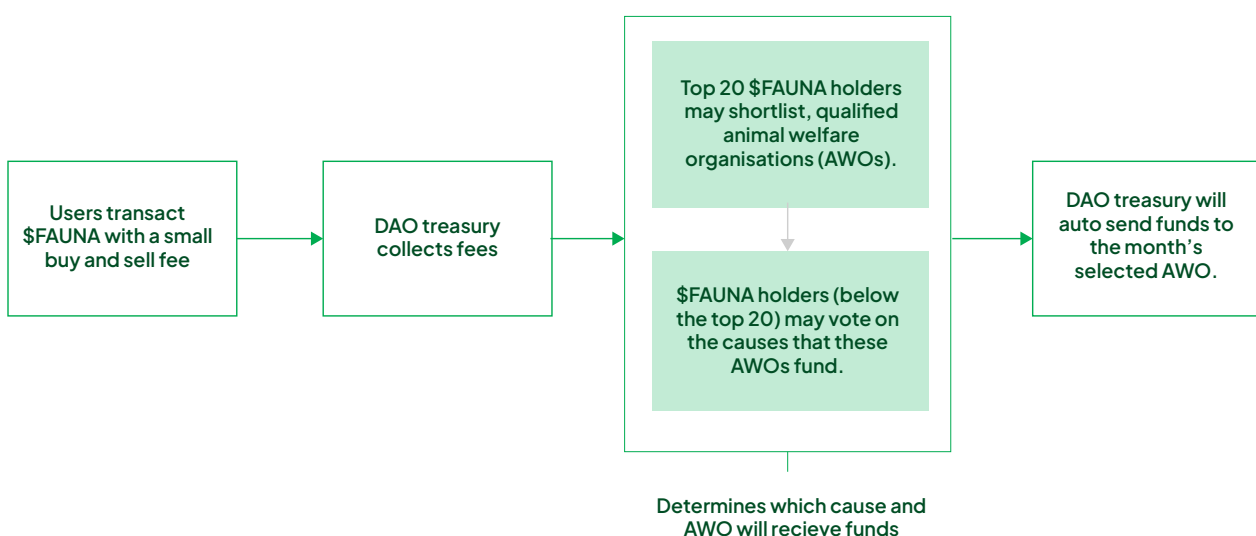 Users transact
$FAUNA with a small
buy and sell fee
DAO treasury
collects fees
Top 20 $FAUNA holders
may shortlist, qualified
animal welfare
organisations (AWOs).
$FAUNA holders (below
the top 20) may vote on
the causes that these
AWOs fund.
Determines which cause and
AWO will recieve funds
DAO treasury will
auto send funds to
the month's
selected AWO.